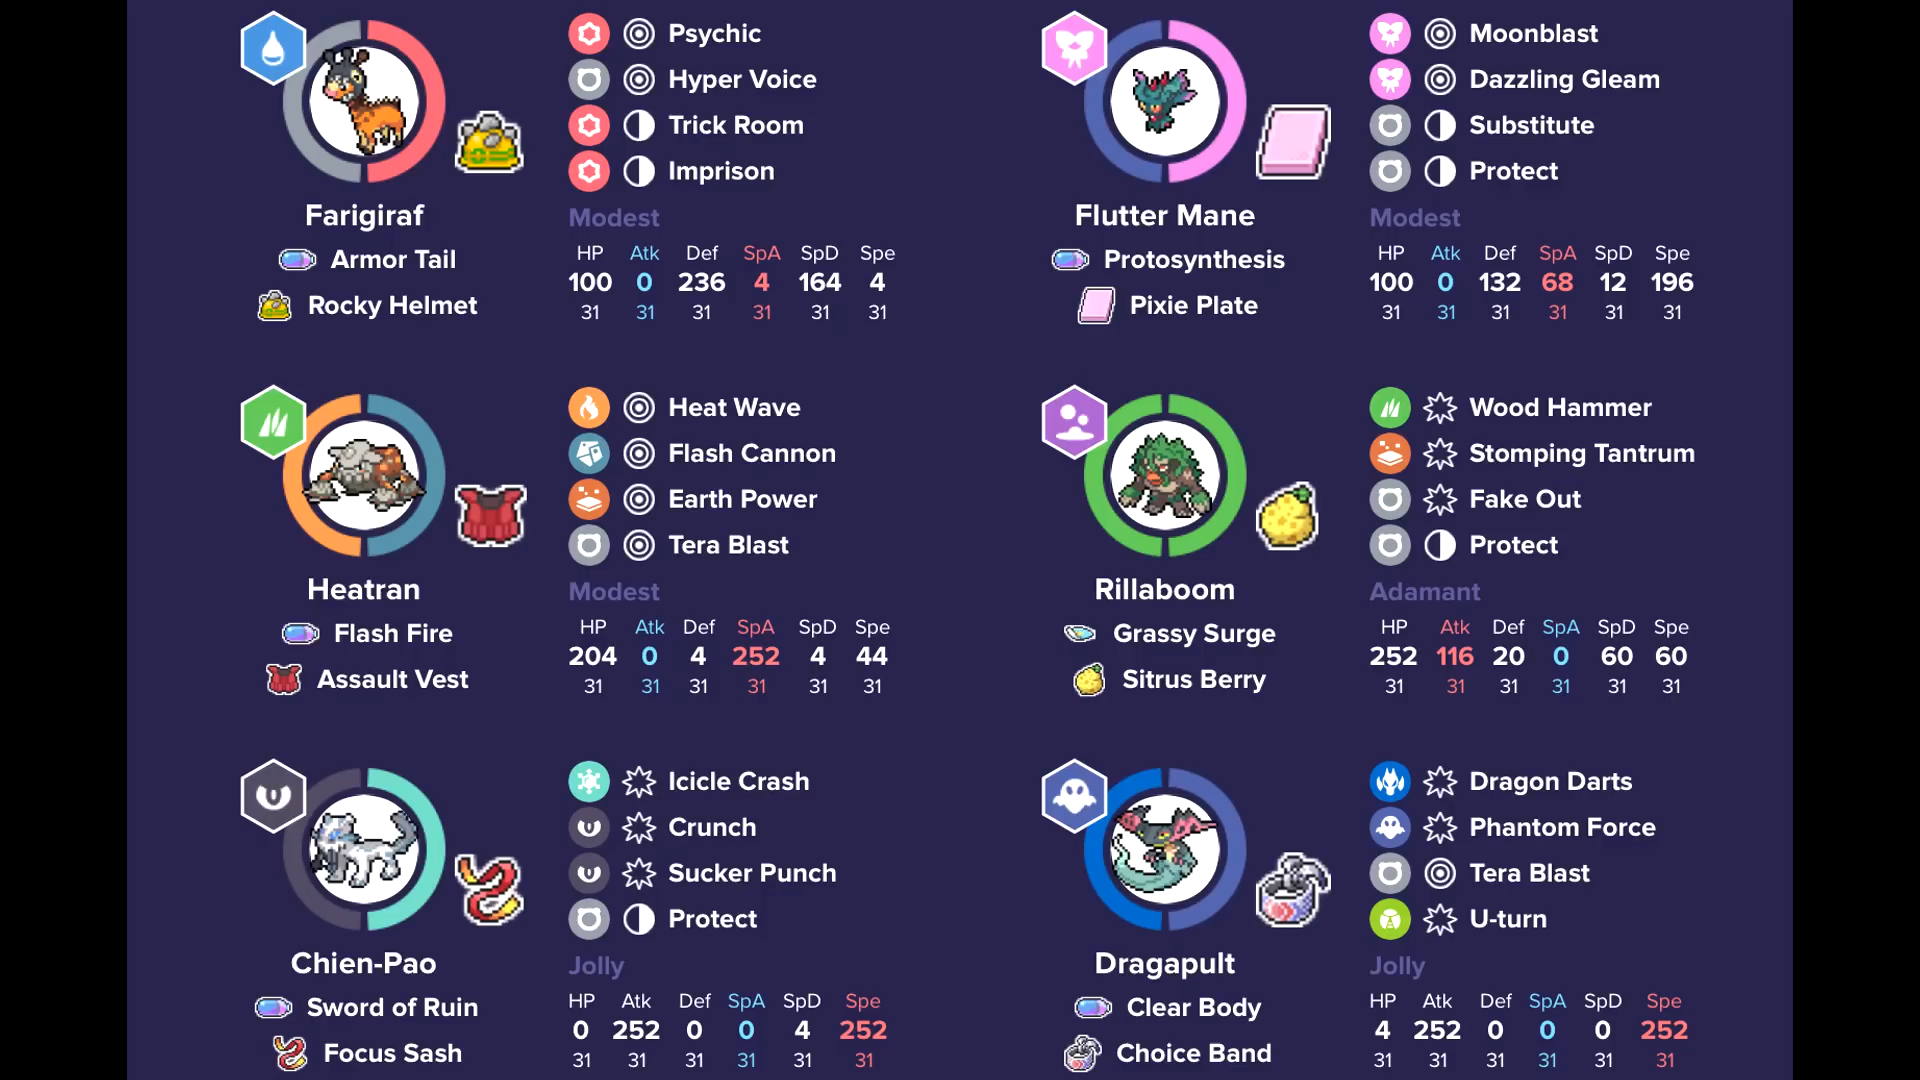 Psychic
Hyper Voice
Trick Room
Imprison
Farigiraf
Armor Tail
Rocky Helmet
Modest
HP Atk Def SpA SpD Spe
100 0 236 4 164 4
31 31 31 31 31 31
Moonblast
Dazzling Gleam
Substitute
Protect
Flutter Mane
Protosynthesis
Pixie Plate
Modest
HP Atk Def SpA SpD Spe
100 0 132 68 12 196
31 31 31 31 31 31
Heat Wave
Flash Cannon
Earth Power
Tera Blast
Heatran
Flash Fire
Assault Vest
Modest
HP Atk Def SpA SpD Spe
204 0 4 252 4 44
31 31 31 31 31 31
Wood Hammer
Stomping Tantrum
Fake Out
Protect
Rillaboom
Grassy Surge
Sitrus Berry
Adamant
HP Atk Def SpA SpD Spe
252 116 20 0 60 60
31 31 31 31 31 31
Icicle Crash
Crunch
Sucker Punch
Protect
Chien-Pao
Sword of Ruin
Focus Sash
Jolly
HP Atk Def SpA SpD Spe
0 252 0 0 4 252
31 31 31 31 31 31
Dragon Darts
Phantom Force
Tera Blast
U-turn
Dragapult
Clear Body
Choice Band
Jolly
HP Atk Def SpA SpD Spe
4 252 0 0 0 252
31 31 31 31 31 31